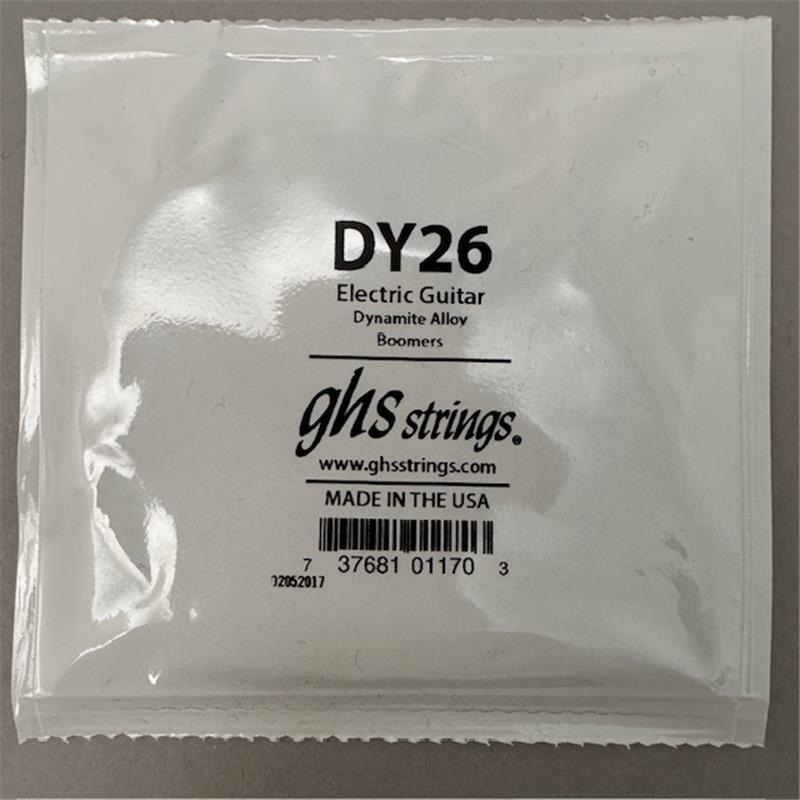 DY26
Electric Guitar
Dynamite Alloy
Boomers
ghs strings®
www.ghsstrings.com
MADE IN THE USA
7 37681 01170 3
02052017